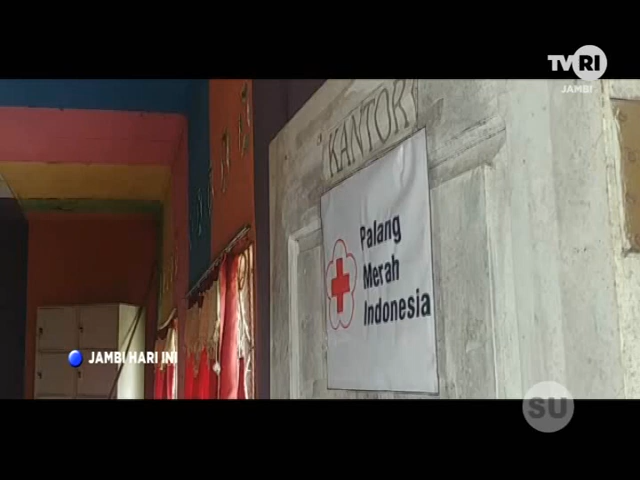 TVRI
JAMBI
KANTOR
Palang
Merah
Indonesia
JAMBI HARI INI
SU